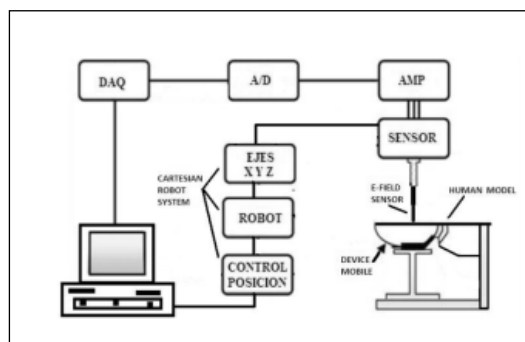 DAQ
A/D
AMP
SENSOR
EJES
X Y Z
CARTESIAN
ROBOT
SYSTEM
ROBOT
CONTROL
POSICION
E-FIELD
SENSOR
HUMAN MODEL
DEVICE
MOBILE